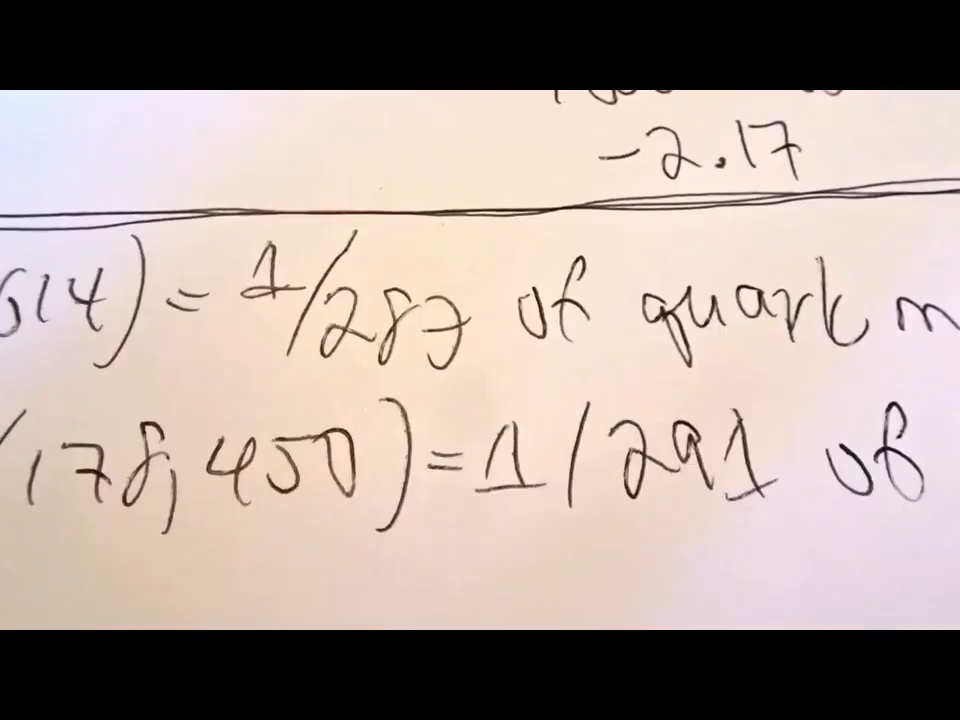 -2.17
614) = 1/287 of quark m
178,450) = 1/291 of